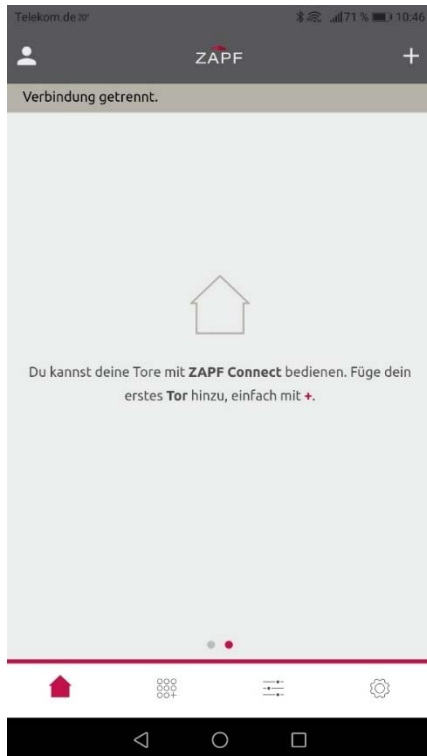 Telekom.de
71 % 10:46
ZAPF
Verbindung getrennt.
Du kannst deine Tore mit ZAPF Connect bedienen. Füge dein
erstes Tor hinzu, einfach mit +.